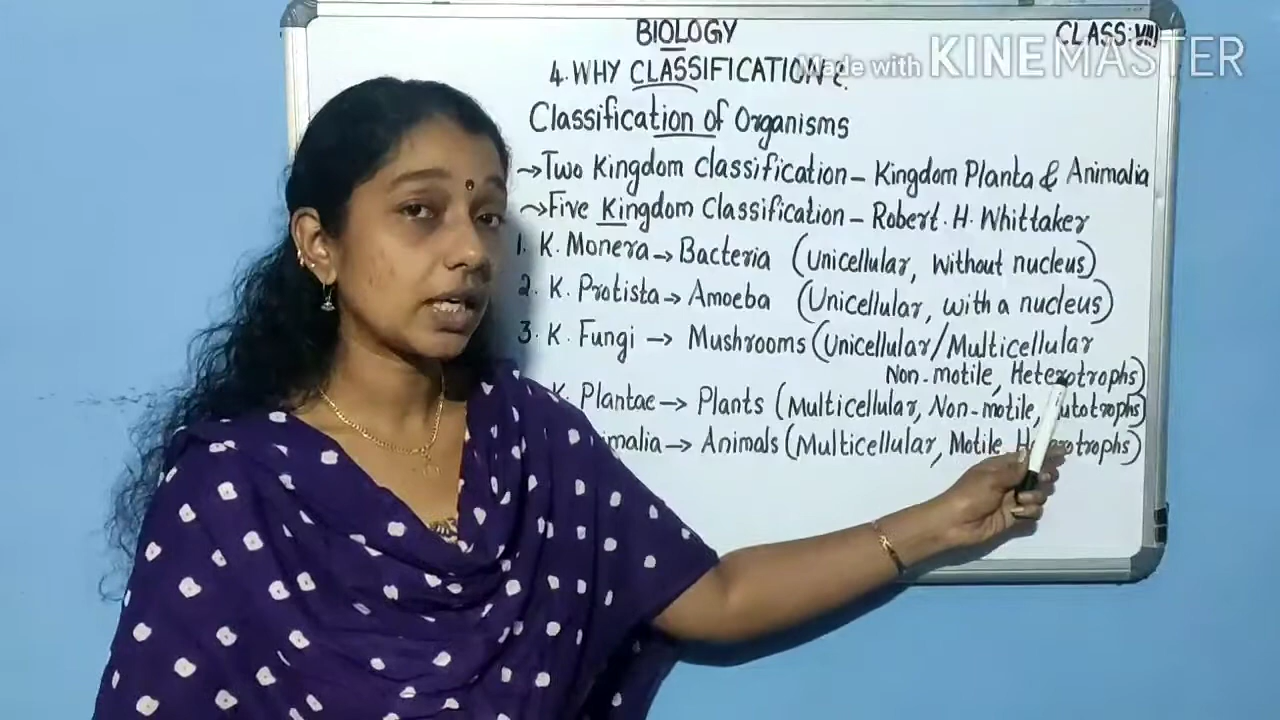 BIOLOGY
CLASS: VIII
Made with KINEMASTER
4. WHY CLASSIFICATION?
Classification of Organisms
→Two Kingdom classification – Kingdom Planta & Animalia
→Five Kingdom Classification – Robert. H. Whittaker
1. K. Monera → Bacteria (Unicellular, without nucleus)
2. K. Protista → Amoeba (Unicellular, with a nucleus)
3. K. Fungi → Mushrooms (Unicellular/Multicellular
Non-motile, Heterotrophs)
K. Plantae → Plants (Multicellular, Non-motile, utotrophs)
imalia → Animals (Multicellular, Motile